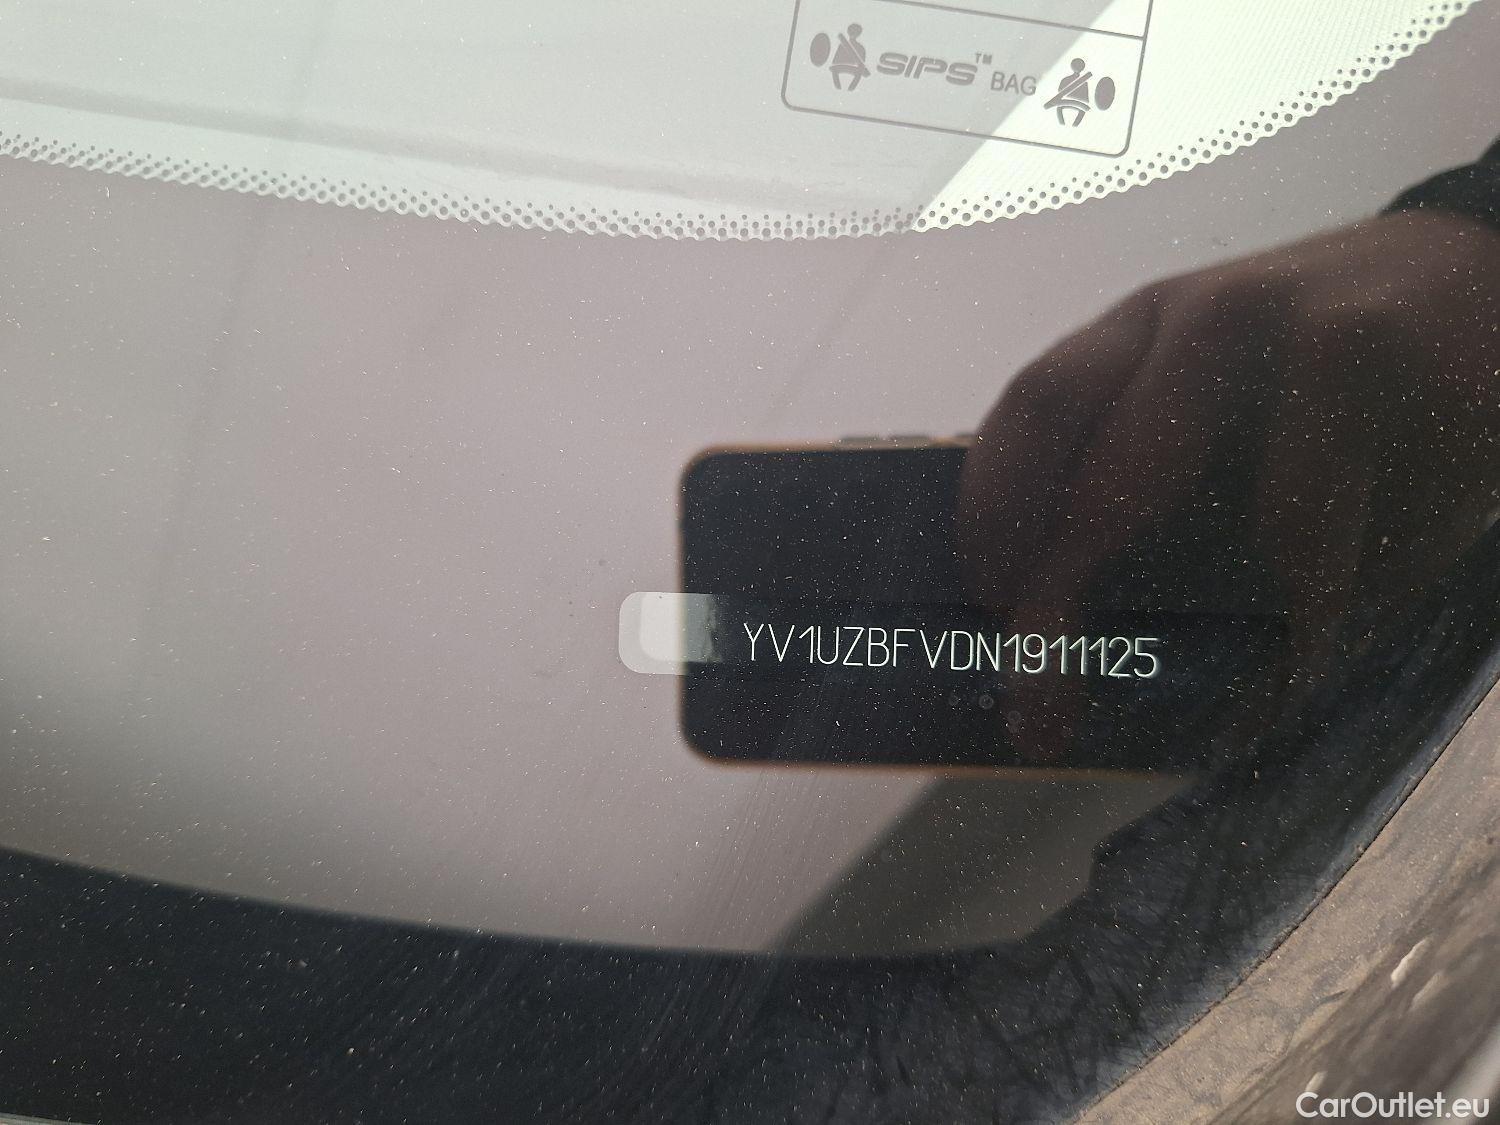 SIPS™ BAG
YV1UZBFVDN1911125
CarOutlet.eu